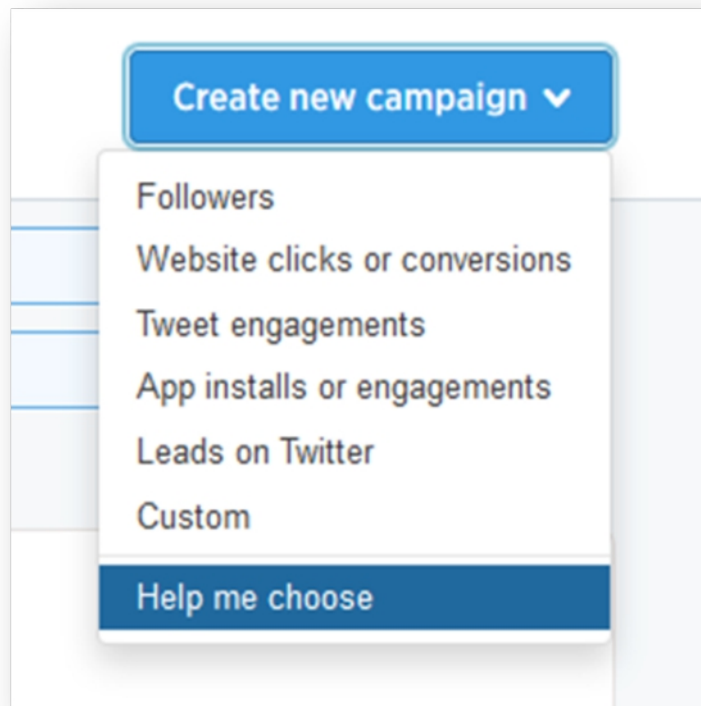 Create new campaign
Followers
Website clicks or conversions
Tweet engagements
App installs or engagements
Leads on Twitter
Custom
Help me choose